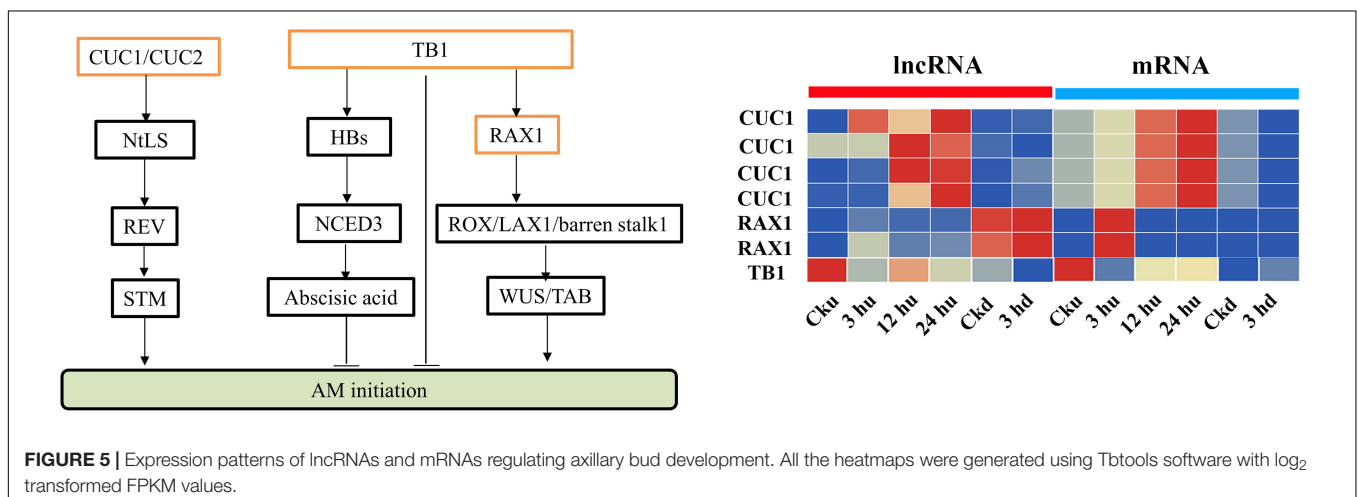 CUC1/CUC2
TB1
NtLS
HBs
RAX1
REV
NCED3
ROX/LAX1/barren stalk1
STM
Abscisic acid
WUS/TAB
AM initiation
lncRNA mRNA
CUC1
CUC1
CUC1
CUC1
RAX1
RAX1
TB1
Cku 3 hu 12 hu 24 hu Ckd 3 hd Cku 3 hu 12 hu 24 hu Ckd 3 hd
FIGURE 5 | Expression patterns of lncRNAs and mRNAs regulating axillary bud development. All the heatmaps were generated using Tbtools software with log₂
transformed FPKM values.